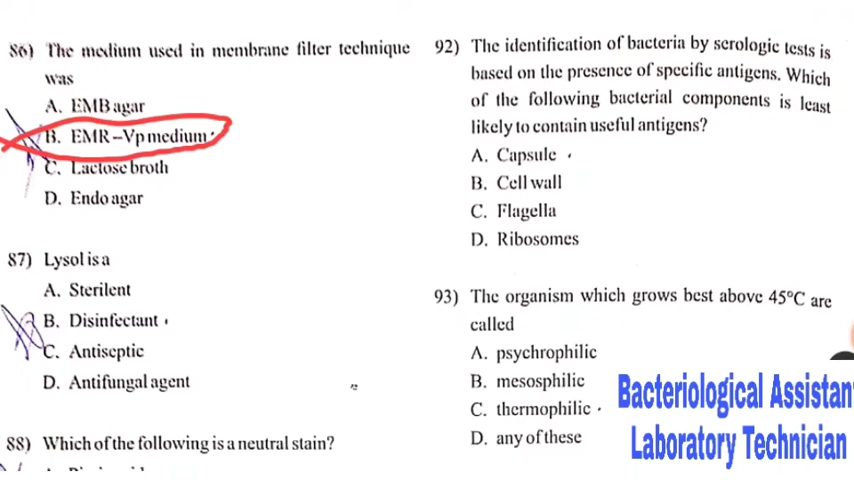 86) The medium used in membrane filter technique
was
A. EMB agar
B. EMR–Vp medium
C. Lactose broth
D. Endo agar
87) Lysol is a
A. Sterilent
B. Disinfectant
C. Antiseptic
D. Antifungal agent
88) Which of the following is a neutral stain?
92) The identification of bacteria by serologic tests is
based on the presence of specific antigens. Which
of the following bacterial components is least
likely to contain useful antigens?
A. Capsule
B. Cell wall
C. Flagella
D. Ribosomes
93) The organism which grows best above 45°C are
called
A. psychrophilic
B. mesosphilic
C. thermophilic
D. any of these
Bacteriological Assistan
Laboratory Technician